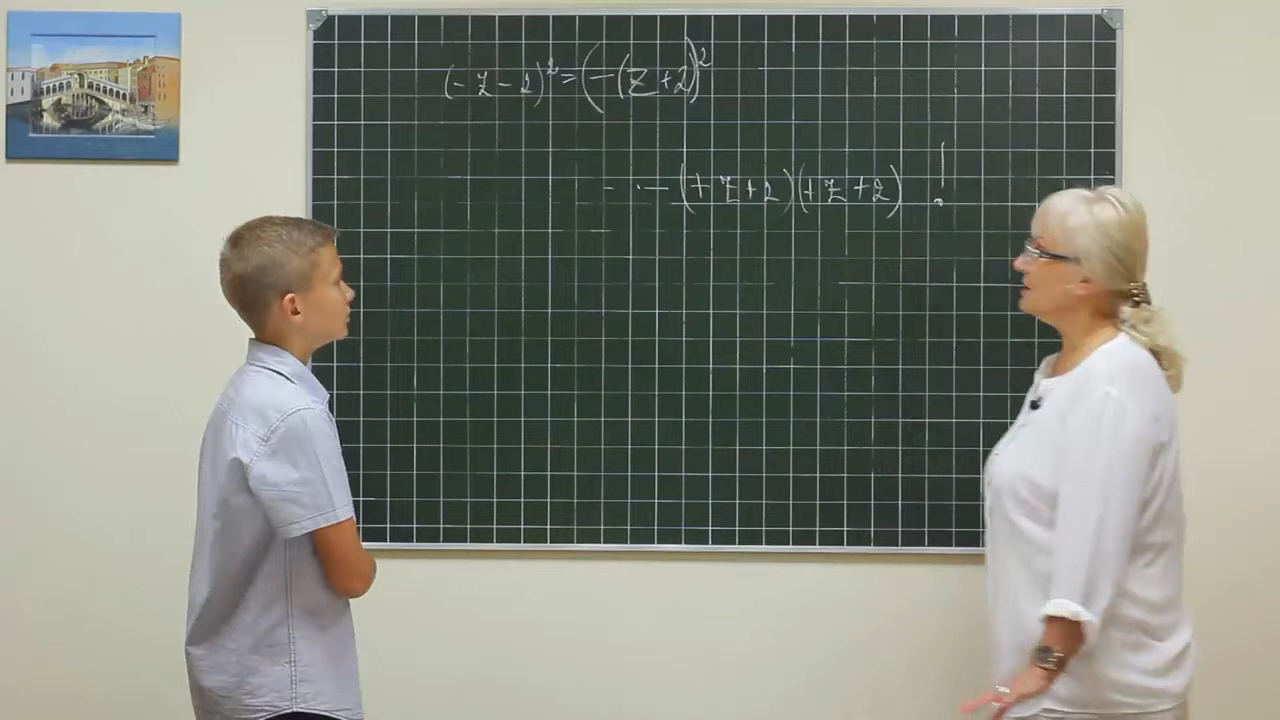 (-z-2)²=(-(z+2)²
- · - (+z+2)(+z+2) !